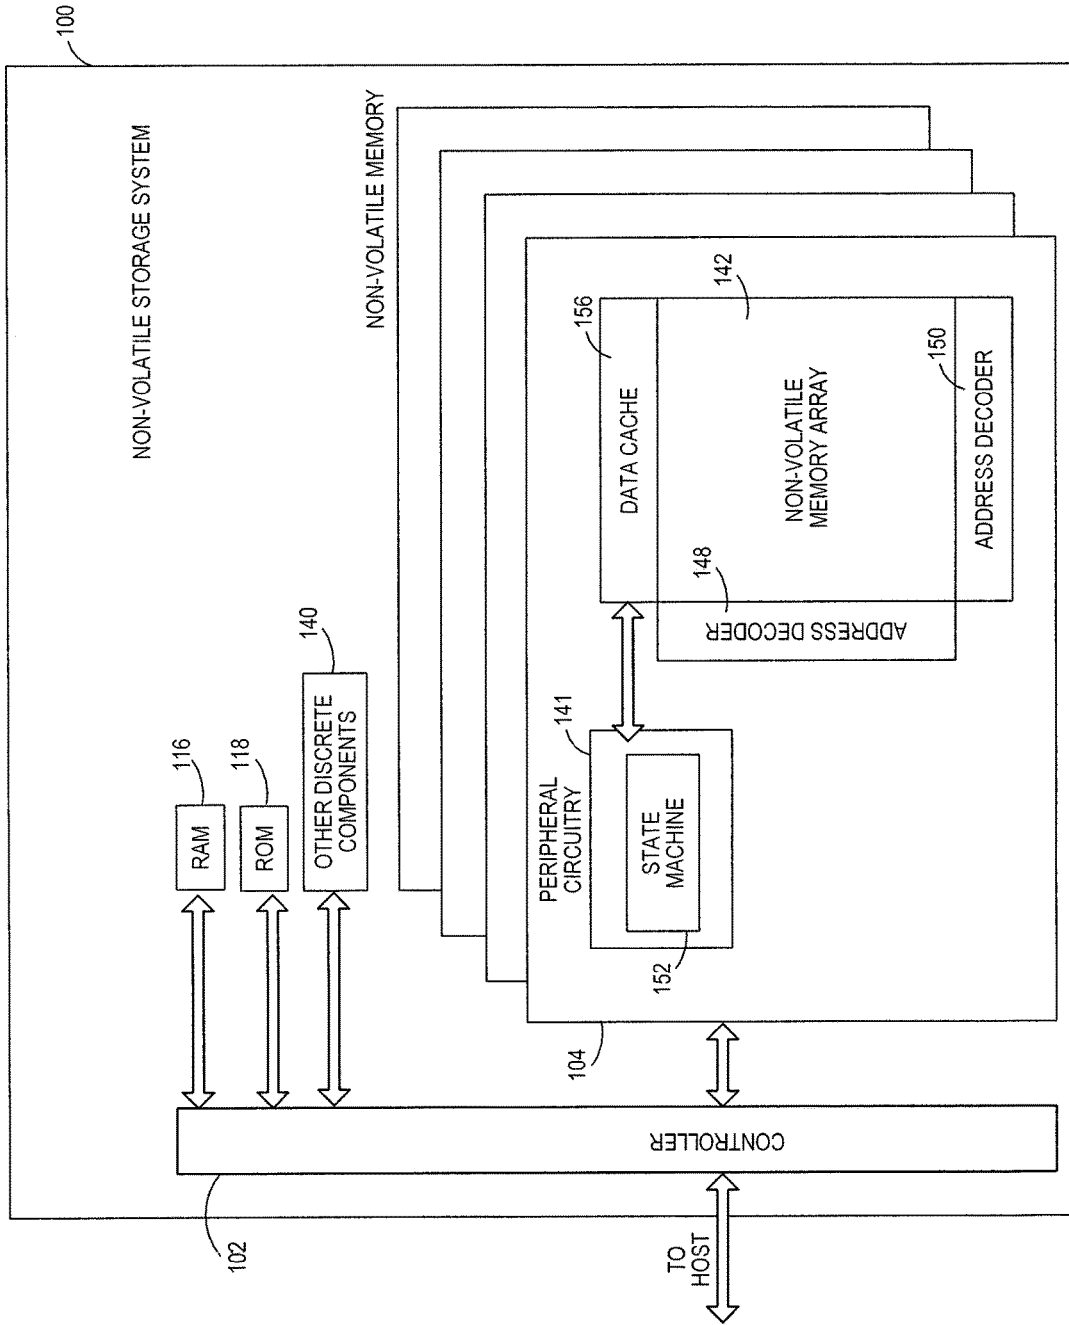 100
NON-VOLATILE STORAGE SYSTEM
102
CONTROLLER
TO
HOST
RAM
116
ROM
118
OTHER DISCRETE
COMPONENTS
140
NON-VOLATILE MEMORY
104
PERIPHERAL
CIRCUITRY
141
STATE
MACHINE
152
DATA CACHE
156
ADDRESS DECODER
148
NON-VOLATILE
MEMORY ARRAY
142
ADDRESS DECODER
150